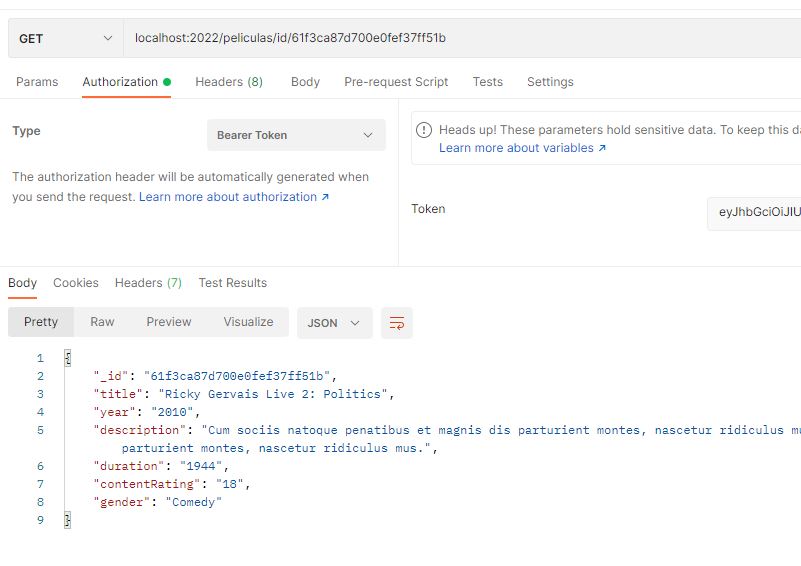 GET localhost:2022/peliculas/id/61f3ca87d700e0fef37ff51b
Params Authorization Headers (8) Body Pre-request Script Tests Settings
Type
Bearer Token
The authorization header will be automatically generated when
you send the request. Learn more about authorization ↗
Heads up! These parameters hold sensitive data. To keep this
Learn more about variables ↗
Token
Body Cookies Headers (7) Test Results
Pretty Raw Preview Visualize JSON
1 {
2 "_id": "61f3ca87d700e0fef37ff51b",
3 "title": "Ricky Gervais Live 2: Politics",
4 "year": "2010",
5 "description": "Cum sociis natoque penatibus et magnis dis parturient montes, nascetur ridiculus
parturient montes, nascetur ridiculus mus.",
6 "duration": "1944",
7 "contentRating": "18",
8 "gender": "Comedy"
9 }